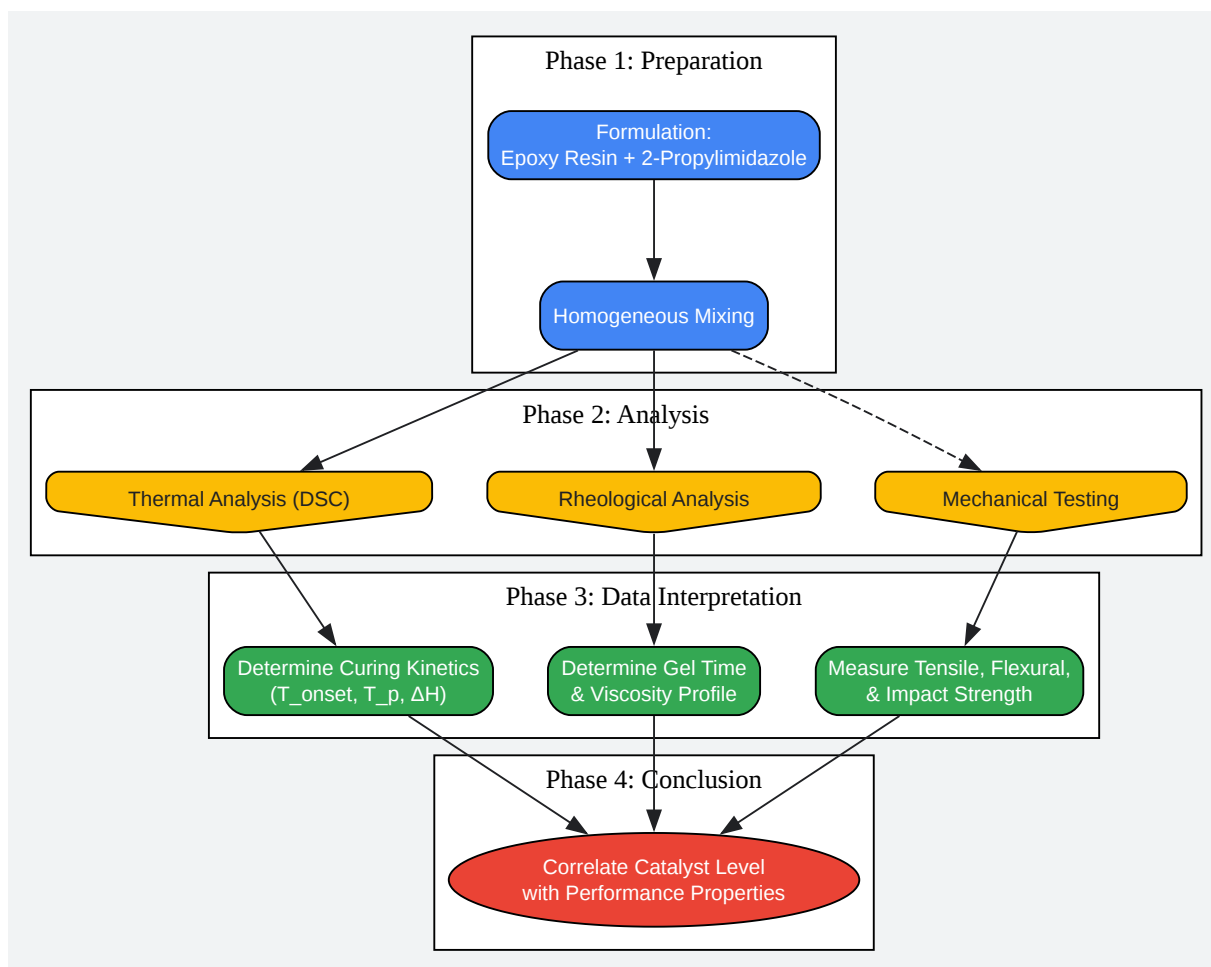 Phase 1: Preparation
Formulation:
Epoxy Resin + 2-Propylimidazole
Homogeneous Mixing
Phase 2: Analysis
Thermal Analysis (DSC)
Rheological Analysis
Mechanical Testing
Phase 3: Data Interpretation
Determine Curing Kinetics
(T_onset, T_p, ΔH)
Determine Gel Time
& Viscosity Profile
Measure Tensile, Flexural,
& Impact Strength
Phase 4: Conclusion
Correlate Catalyst Level
with Performance Properties